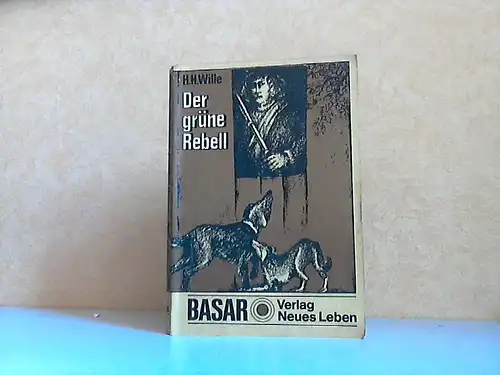 H.H.Wille
Der
grüne
Rebell
BASAR
Verlag
Neues Leben